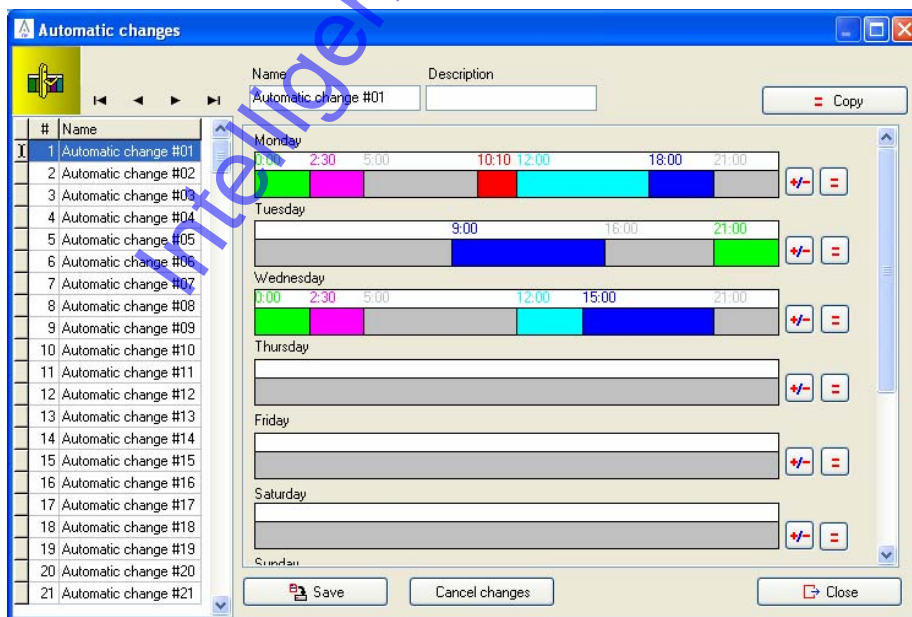 Automatic changes
Name Description
Automatic change #01
= Copy
# Name
1 Automatic change #01
2 Automatic change #02
3 Automatic change #03
4 Automatic change #04
5 Automatic change #05
6 Automatic change #06
7 Automatic change #07
8 Automatic change #08
9 Automatic change #09
10 Automatic change #10
11 Automatic change #11
12 Automatic change #12
13 Automatic change #13
14 Automatic change #14
15 Automatic change #15
16 Automatic change #16
17 Automatic change #17
18 Automatic change #18
19 Automatic change #19
20 Automatic change #20
21 Automatic change #21
Monday
0:00 2:30 5:00 10:10 12:00 18:00 21:00
+/- =
Tuesday
9:00 16:00 21:00
+/- =
Wednesday
0:00 2:30 5:00 12:00 15:00 21:00
+/- =
Thursday
+/- =
Friday
+/- =
Saturday
+/- =
Sunday
Save Cancel changes Close
Intelligen